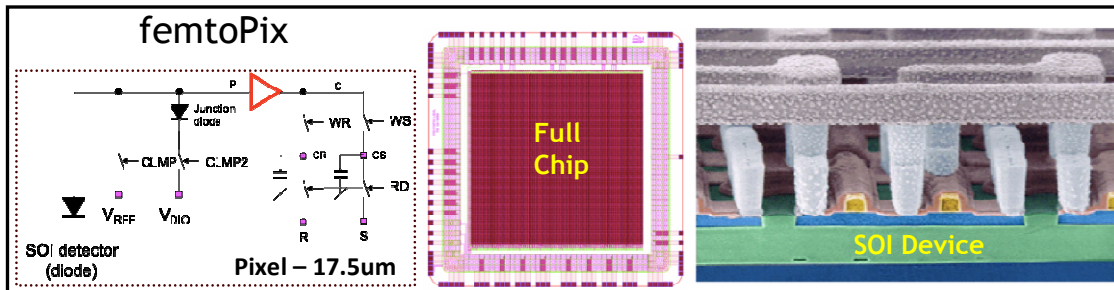 femtoPix
P
C
Junction
diode
WR
WS
CLMP
CLMP2
CR
CS
RD
V_REF
V_DIO
R
S
SOI detector
(diode)
Pixel – 17.5um
Full
Chip
SOI Device